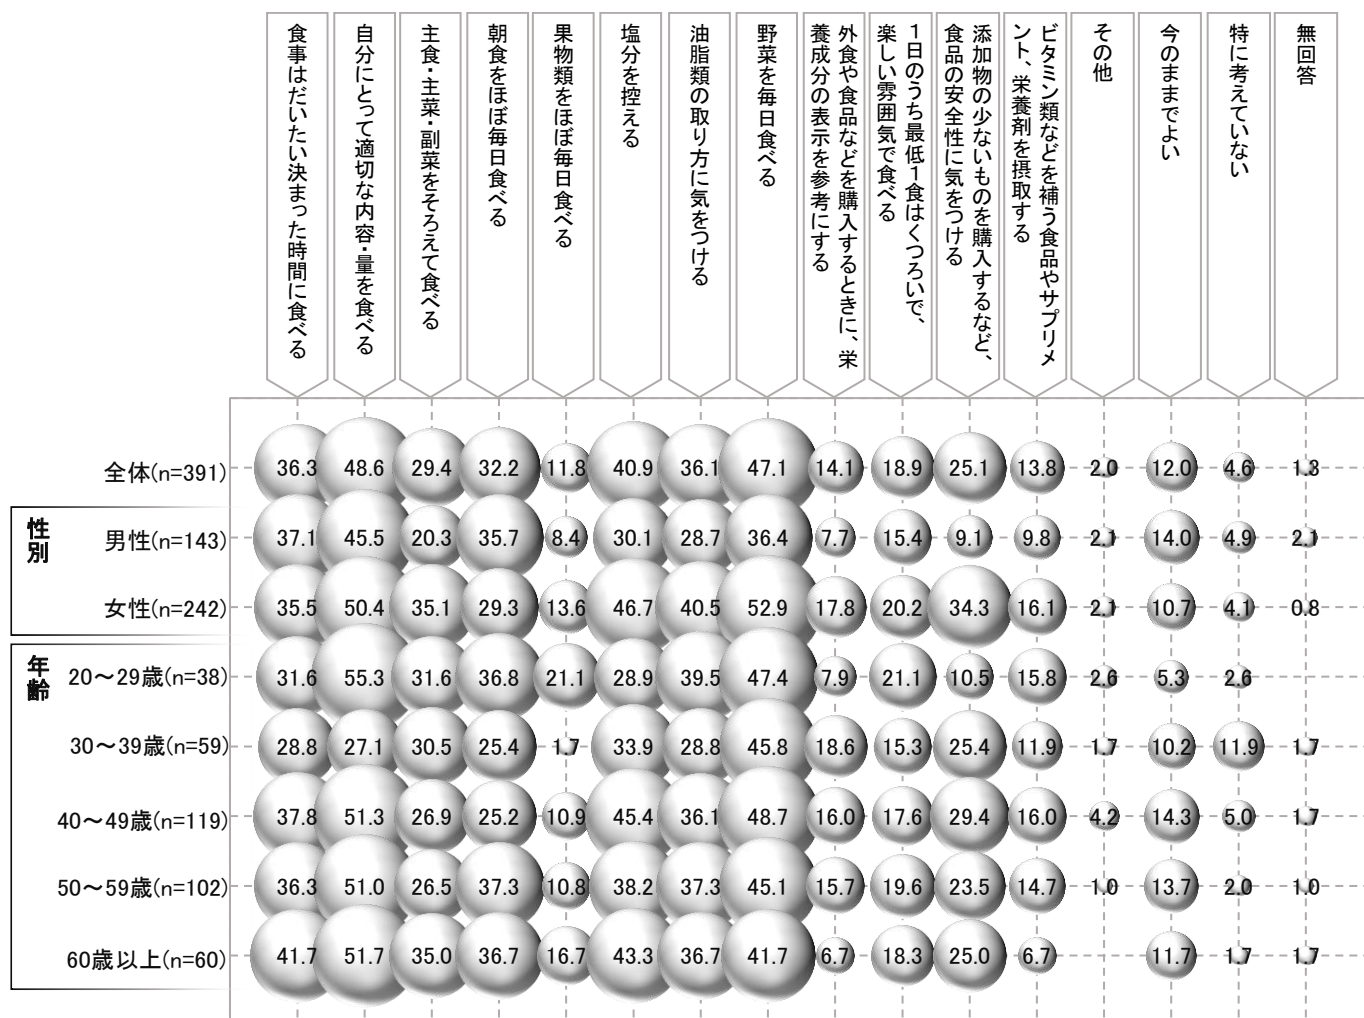 食事はだいたい決まった時間に食べる
自分にとって適切な内容・量を食べる
主食・主菜・副菜をそろえて食べる
朝食をほぼ毎日食べる
果物類をほぼ毎日食べる
塩分を控える
油脂類の取り方に気をつける
野菜を毎日食べる
外食や食品などを購入するときに、栄
養成分の表示を参考にする
1日のうち最低1食はくつろいで、
楽しい雰囲気で食べる
添加物の少ないものを購入するなど、
食品の安全性に気をつける
ビタミン類などを補う食品やサプリメ
ント、栄養剤を摂取する
その他
今のままでよい
特に考えていない
無回答
全体(n=391) 36.3 48.6 29.4 32.2 11.8 40.9 36.1 47.1 14.1 18.9 25.1 13.8 2.0 12.0 4.6 1.3
性別
男性(n=143) 37.1 45.5 20.3 35.7 8.4 30.1 28.7 36.4 7.7 15.4 9.1 9.8 2.1 14.0 4.9 2.1
女性(n=242) 35.5 50.4 35.1 29.3 13.6 46.7 40.5 52.9 17.8 20.2 34.3 16.1 2.1 10.7 4.1 0.8
年齢
20～29歳(n=38) 31.6 55.3 31.6 36.8 21.1 28.9 39.5 47.4 7.9 21.1 10.5 15.8 2.6 5.3 2.6
30～39歳(n=59) 28.8 27.1 30.5 25.4 1.7 33.9 28.8 45.8 18.6 15.3 25.4 11.9 1.7 10.2 11.9 1.7
40～49歳(n=119) 37.8 51.3 26.9 25.2 10.9 45.4 36.1 48.7 16.0 17.6 29.4 16.0 4.2 14.3 5.0 1.7
50～59歳(n=102) 36.3 51.0 26.5 37.3 10.8 38.2 37.3 45.1 15.7 19.6 23.5 14.7 1.0 13.7 2.0 1.0
60歳以上(n=60) 41.7 51.7 35.0 36.7 16.7 43.3 36.7 41.7 6.7 18.3 25.0 6.7 11.7 1.7 1.7